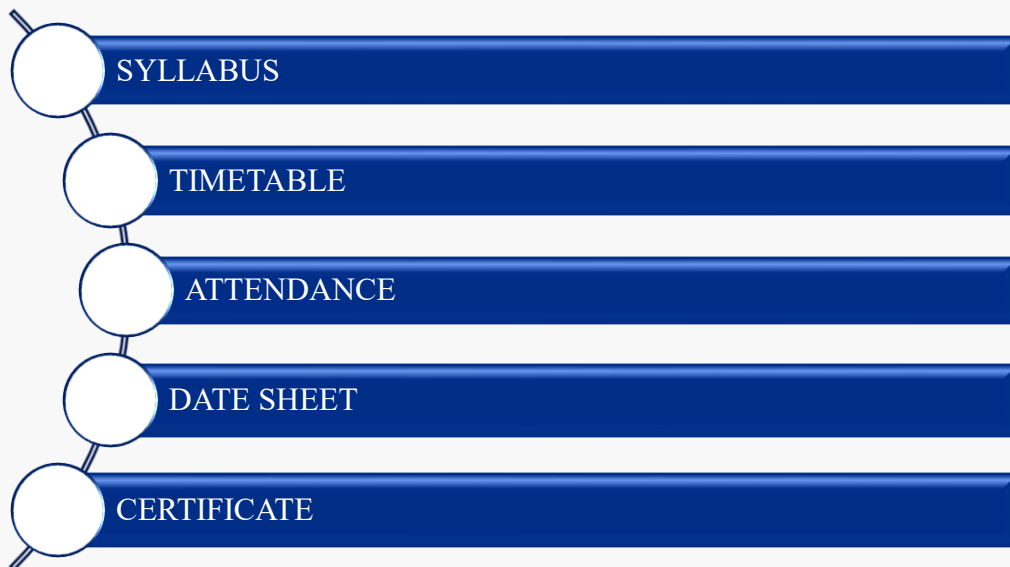 SYLLABUS
TIMETABLE
ATTENDANCE
DATE SHEET
CERTIFICATE